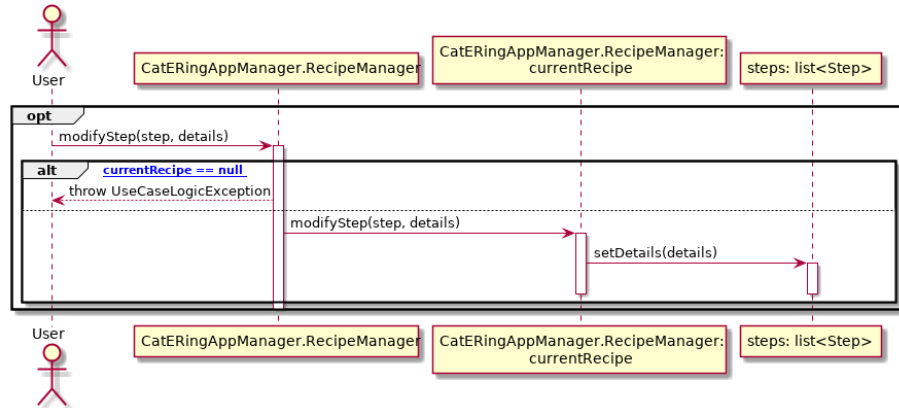 User
CatERingAppManager.RecipeManager
CatERingAppManager.RecipeManager:
currentRecipe
steps: list<Step>
opt
modifyStep(step, details)
alt
currentRecipe == null
throw UseCaseLogicException
modifyStep(step, details)
setDetails(details)
User
CatERingAppManager.RecipeManager
CatERingAppManager.RecipeManager:
currentRecipe
steps: list<Step>